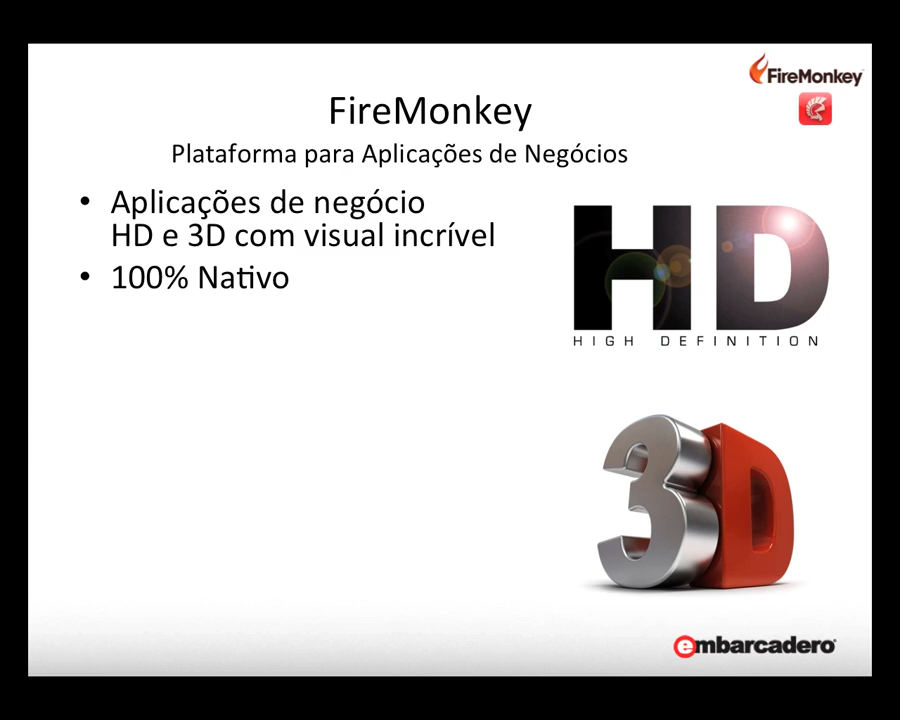 FireMonkey
FireMonkey
Plataforma para Aplicações de Negócios
• Aplicações de negócio
HD e 3D com visual incrível
• 100% Nativo
HD
HIGH DEFINITION
3D
embarcadero